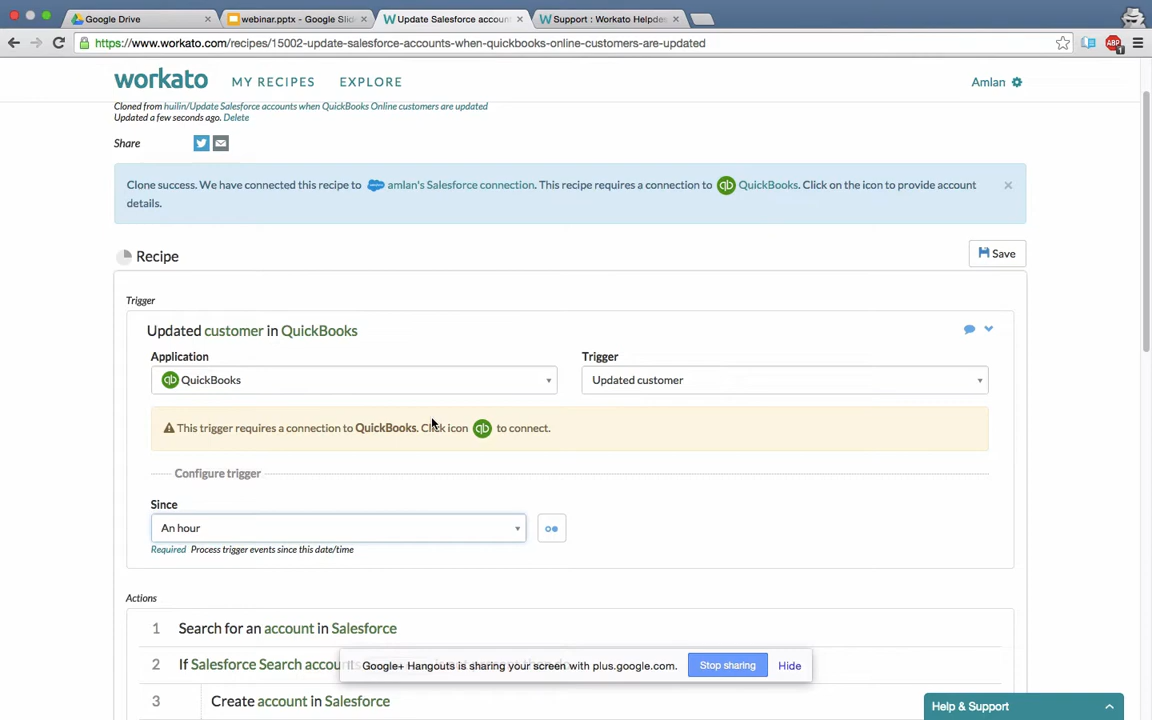 Google Drive
webinar.pptx - Google Slid
Update Salesforce accoun
Support : Workato Helpdes
https://www.workato.com/recipes/15002-update-salesforce-accounts-when-quickbooks-online-customers-are-updated
ABP
1
workato
MY RECIPES
EXPLORE
Amlan
Cloned from huilin/Update Salesforce accounts when QuickBooks Online customers are updated
Updated a few seconds ago. Delete
Share
Clone success. We have connected this recipe to amlan's Salesforce connection. This recipe requires a connection to qb QuickBooks. Click on the icon to provide account
details.
Recipe
Save
Trigger
Updated customer in QuickBooks
Application
Trigger
qb QuickBooks
Updated customer
This trigger requires a connection to QuickBooks. Click icon qb to connect.
Configure trigger
Since
An hour
Required Process trigger events since this date/time
Actions
1 Search for an account in Salesforce
2 If Salesforce Search accou
Google+ Hangouts is sharing your screen with plus.google.com.
Stop sharing
Hide
3 Create account in Salesforce
Help & Support